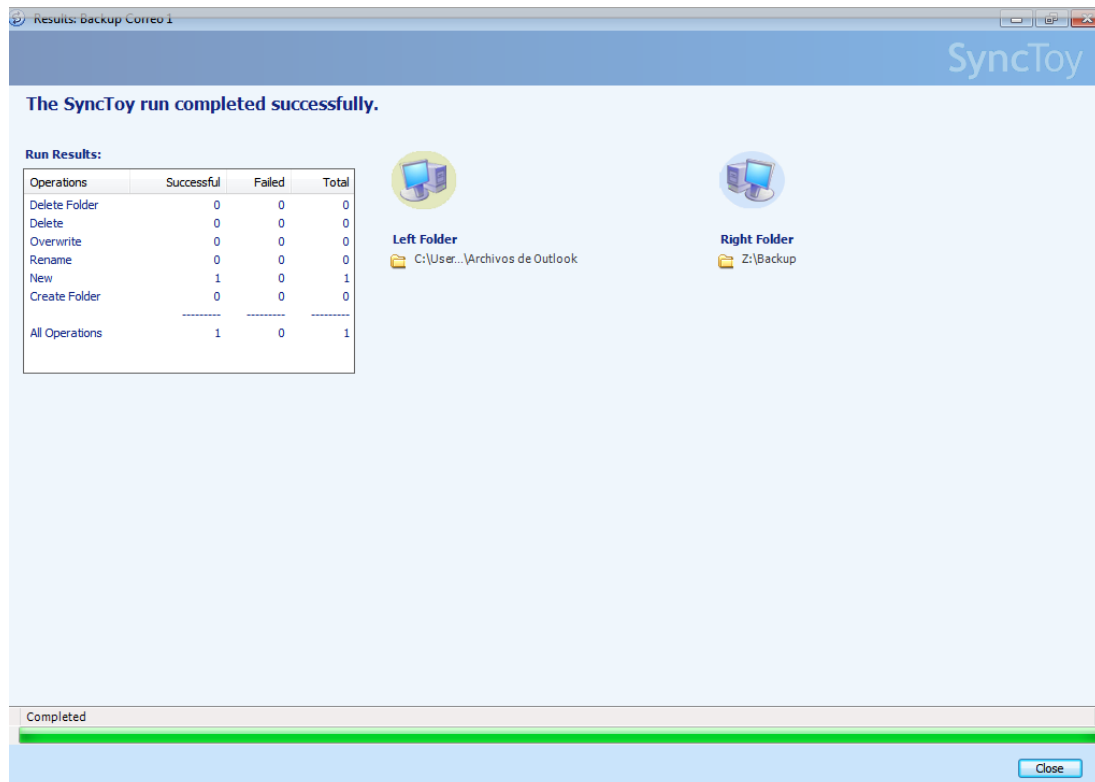 Results: Backup Correo 1
SyncToy
The SyncToy run completed successfully.
Run Results:
Operations Successful Failed Total
Delete Folder 0 0 0
Delete 0 0 0
Overwrite 0 0 0
Rename 0 0 0
New 1 0 1
Create Folder 0 0 0
--------- --------- ---------
All Operations 1 0 1
Left Folder
C:\User...\Archivos de Outlook
Right Folder
Z:\Backup
Completed
Close